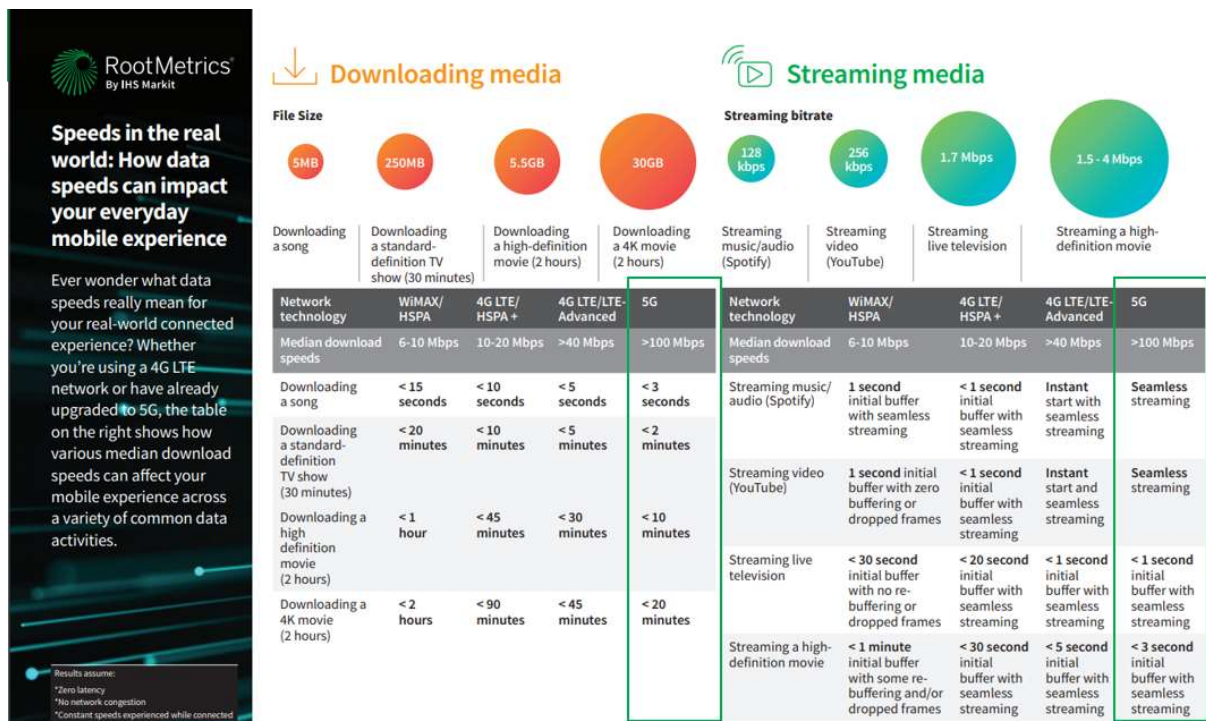 RootMetrics®
By IHS Markit
Speeds in the real
world: How data
speeds can impact
your everyday
mobile experience
Ever wonder what data
speeds really mean for
your real-world connected
experience? Whether
you're using a 4G LTE
network or have already
upgraded to 5G, the table
on the right shows how
various median download
speeds can affect your
mobile experience across
a variety of common data
activities.
Results assume:
*Zero latency
*No network congestion
*Constant speeds experienced while connected
Downloading media
File Size
5MB 250MB 5.5GB 30GB
Downloading Downloading Downloading Downloading
a song a standard- a high-definition a 4K movie
definition TV movie (2 hours) (2 hours)
show (30 minutes)
Network WiMAX/ 4G LTE/ 4G LTE/LTE- 5G
technology HSPA HSPA + Advanced
Median download 6-10 Mbps 10-20 Mbps >40 Mbps >100 Mbps
speeds
Downloading < 15 < 10 < 5 < 3
a song seconds seconds seconds seconds
Downloading < 20 < 10 < 5 < 2
a standard- minutes minutes minutes minutes
definition
TV show
(30 minutes)
Downloading a < 1 < 45 < 30 < 10
high hour minutes minutes minutes
definition
movie
(2 hours)
Downloading a < 2 < 90 < 45 < 20
4K movie hours minutes minutes minutes
(2 hours)
Streaming media
Streaming bitrate
128 256 1.7 Mbps 1.5 - 4 Mbps
kbps kbps
Streaming Streaming Streaming Streaming a high-
music/audio video live television definition movie
(Spotify) (YouTube)
Network WiMAX/ 4G LTE/ 4G LTE/LTE- 5G
technology HSPA HSPA + Advanced
Median download 6-10 Mbps 10-20 Mbps >40 Mbps >100 Mbps
speeds
Streaming music/ 1 second < 1 second Instant Seamless
audio (Spotify) initial buffer initial start with streaming
with seamless buffer with seamless
streaming seamless streaming
streaming
Streaming video 1 second initial < 1 second Instant Seamless
(YouTube) buffer with zero initial start and streaming
buffering or buffer with seamless
dropped frames seamless streaming
streaming
Streaming live < 30 second < 20 second < 1 second < 1 second
television initial buffer initial initial initial
with no re- buffer with buffer with buffer with
buffering or seamless seamless seamless
dropped frames streaming streaming streaming
Streaming a high- < 1 minute < 30 second < 5 second < 3 second
definition movie initial buffer initial initial initial
with some re- buffer with buffer with buffer with
buffering and/or seamless seamless seamless
dropped frames streaming streaming streaming